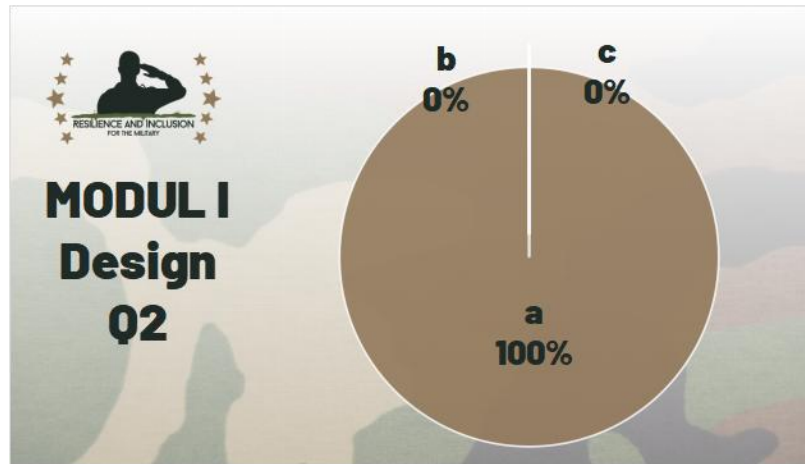 RESILIENCE AND INCLUSION
FOR THE MILITARY
MODUL I
Design
Q2
b
0%
c
0%
a
100%